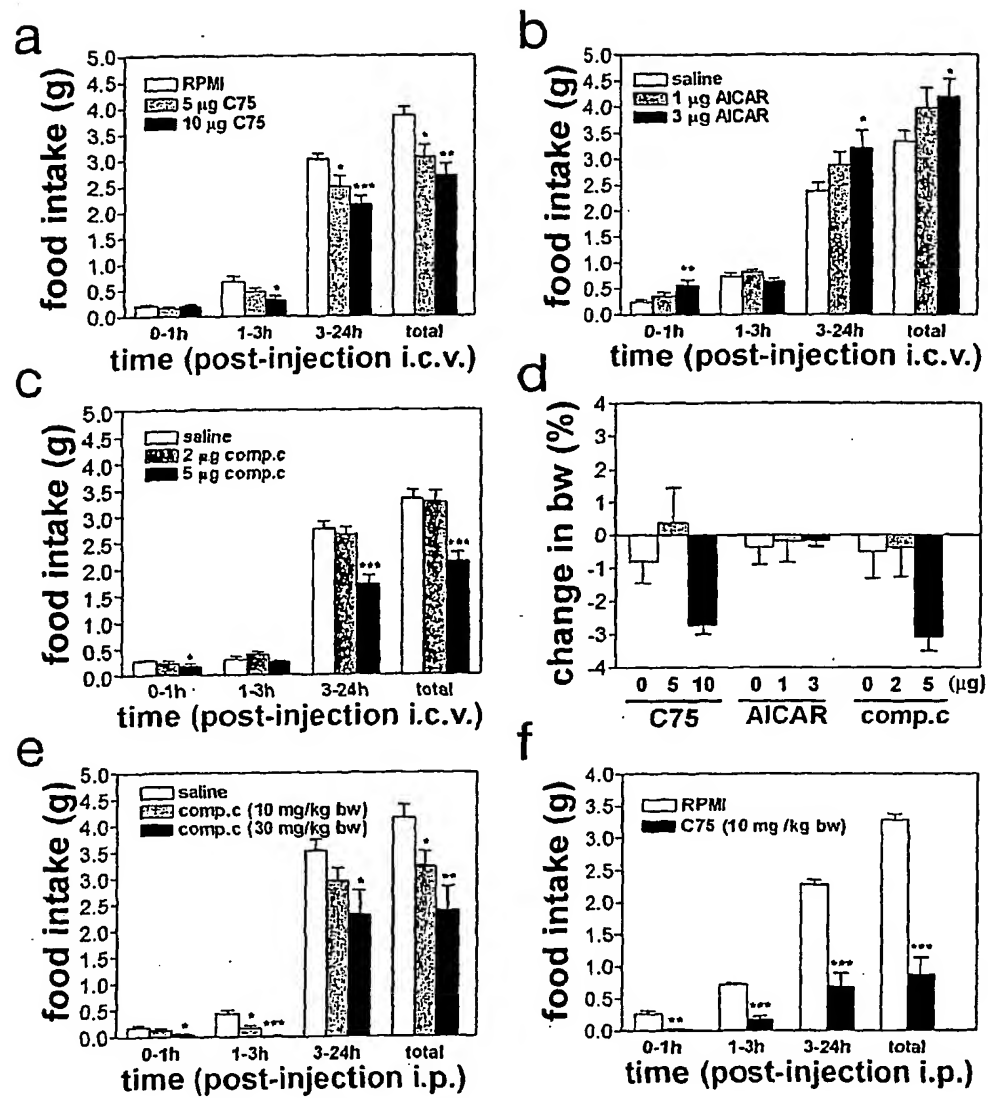 a
food intake (g)
5.0
4.5
4.0
3.5
3.0
2.5
2.0
1.5
1.0
0.5
0.0
RPMI
5 µg C75
10 µg C75
* *** * * **
0-1h 1-3h 3-24h total
time (post-injection i.c.v.)
b
food intake (g)
5.0
4.5
4.0
3.5
3.0
2.5
2.0
1.5
1.0
0.5
0.0
saline
1 µg AICAR
3 µg AICAR
** * *
0-1h 1-3h 3-24h total
time (post-injection i.c.v.)
c
food intake (g)
5.0
4.5
4.0
3.5
3.0
2.5
2.0
1.5
1.0
0.5
0.0
saline
2 µg comp.c
5 µg comp.c
* *** ***
0-1h 1-3h 3-24h total
time (post-injection i.c.v.)
d
change in bw (%)
4
3
2
1
0
-1
-2
-3
-4
0 5 10 0 1 3 0 2 5 (µg)
C75 AICAR comp.c
e
food intake (g)
5.0
4.5
4.0
3.5
3.0
2.5
2.0
1.5
1.0
0.5
0.0
saline
comp.c (10 mg/kg bw)
comp.c (30 mg/kg bw)
* * *** * * **
0-1h 1-3h 3-24h total
time (post-injection i.p.)
f
food intake (g)
4.0
3.5
3.0
2.5
2.0
1.5
1.0
0.5
0.0
RPMI
C75 (10 mg /kg bw)
** *** *** ***
0-1h 1-3h 3-24h total
time (post-injection i.p.)